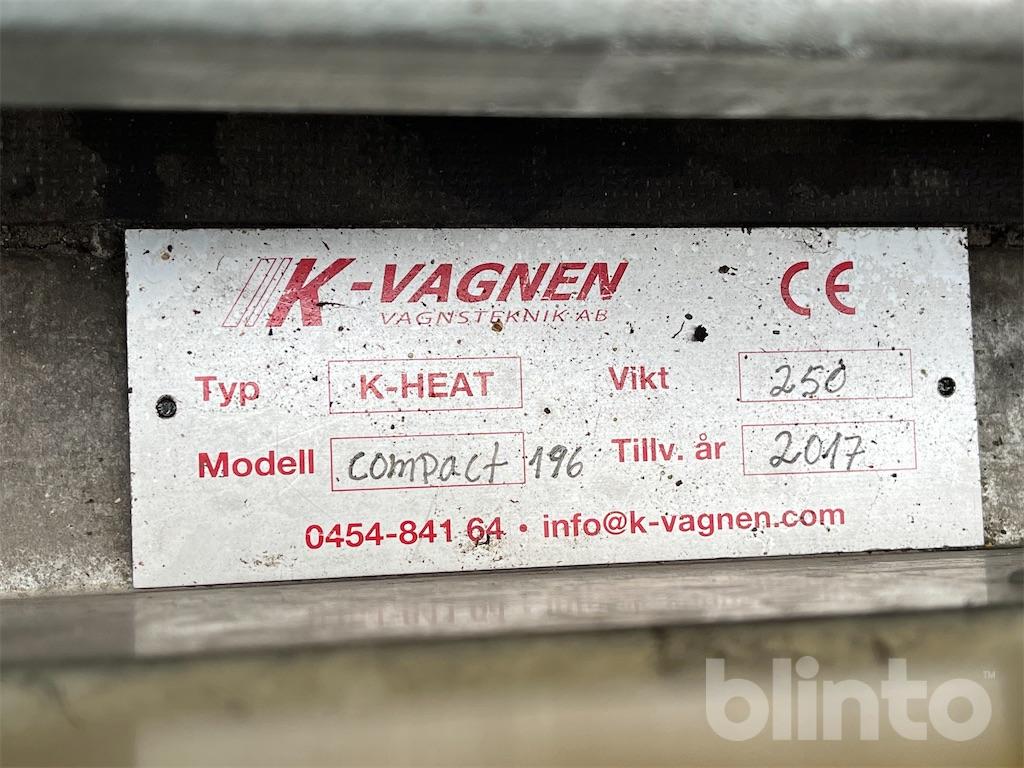 K-VAGNEN
VAGNSTEKNIK AB
CE
Typ K-HEAT Vikt 250
Modell compact 196 Tillv. år 2017
0454-841 64 • info@k-vagnen.com
blinto™